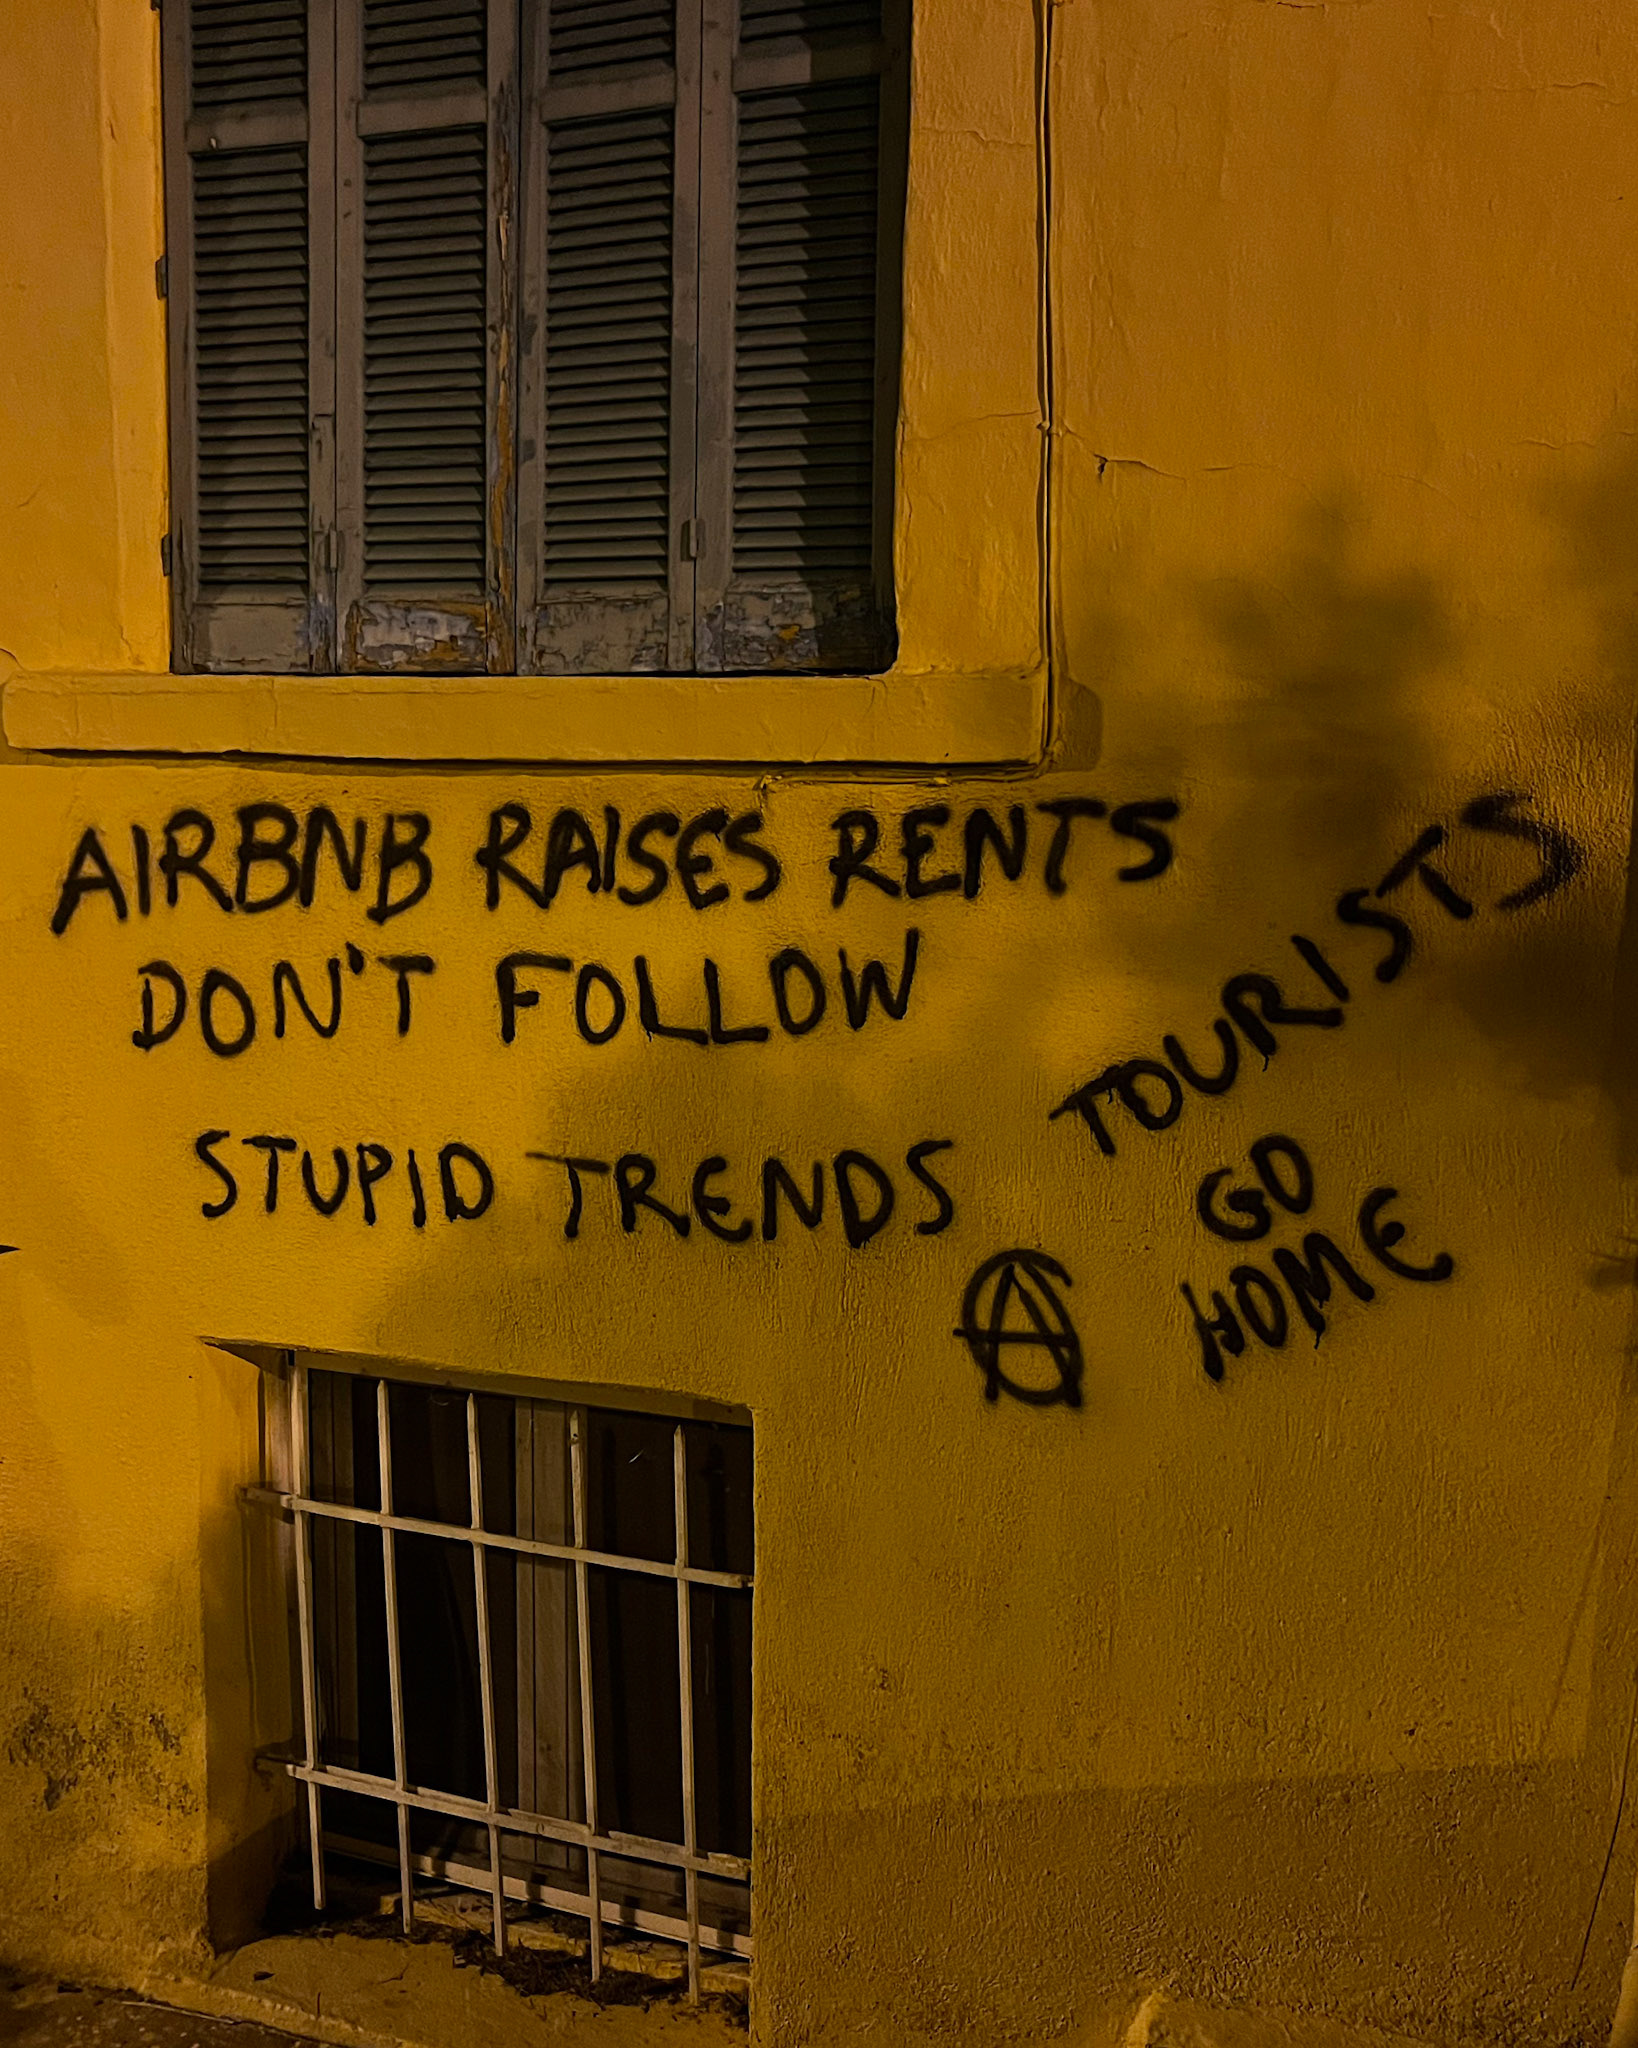 AIRBNB RAISES RENTS
DON'T FOLLOW
STUPID TRENDS
TOURISTS
GO
HOME